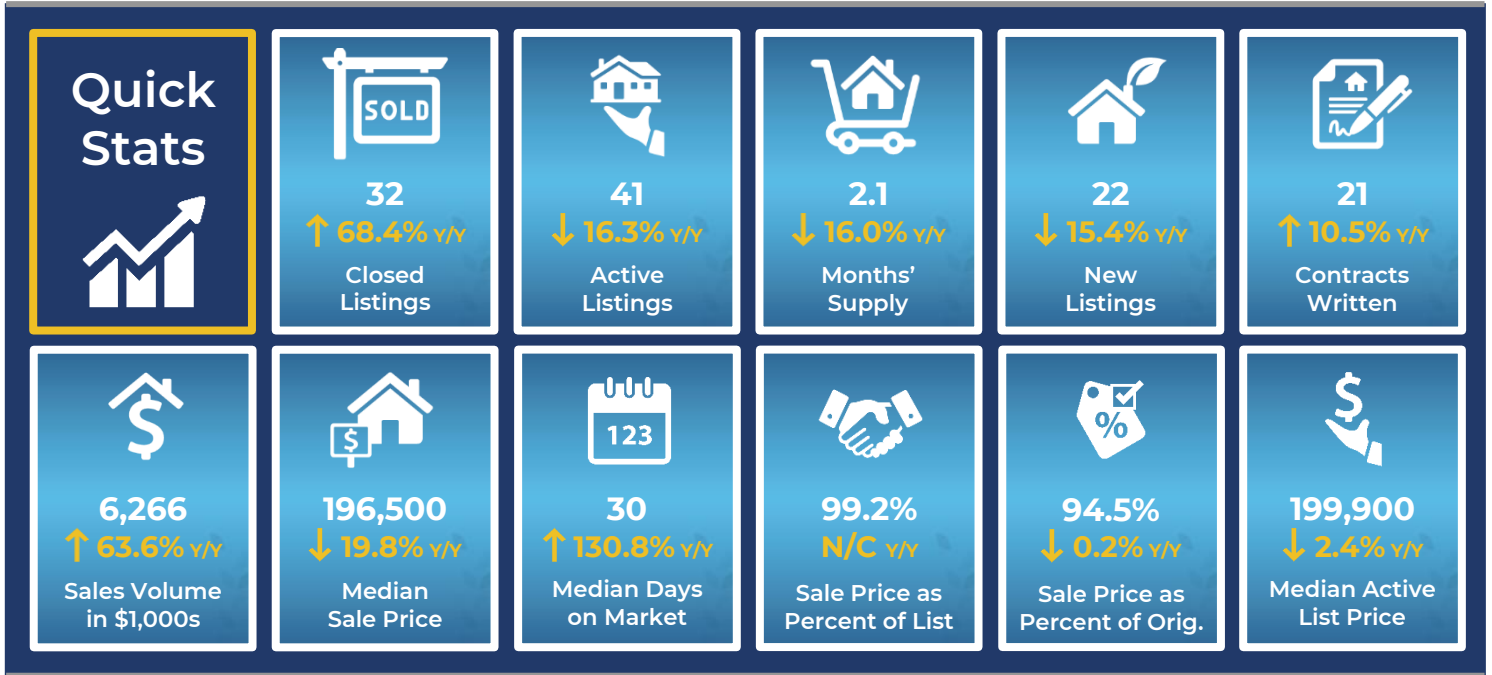 Quick
Stats
SOLD
32
↑ 68.4% Y/Y
Closed
Listings
41
↓ 16.3% Y/Y
Active
Listings
2.1
↓ 16.0% Y/Y
Months’
Supply
22
↓ 15.4% Y/Y
New
Listings
21
↑ 10.5% Y/Y
Contracts
Written
$
6,266
↑ 63.6% Y/Y
Sales Volume
in $1,000s
$
196,500
↓ 19.8% Y/Y
Median
Sale Price
123
30
↑ 130.8% Y/Y
Median Days
on Market
99.2%
N/C Y/Y
Sale Price as
Percent of List
%
94.5%
↓ 0.2% Y/Y
Sale Price as
Percent of Orig.
$
199,900
↓ 2.4% Y/Y
Median Active
List Price